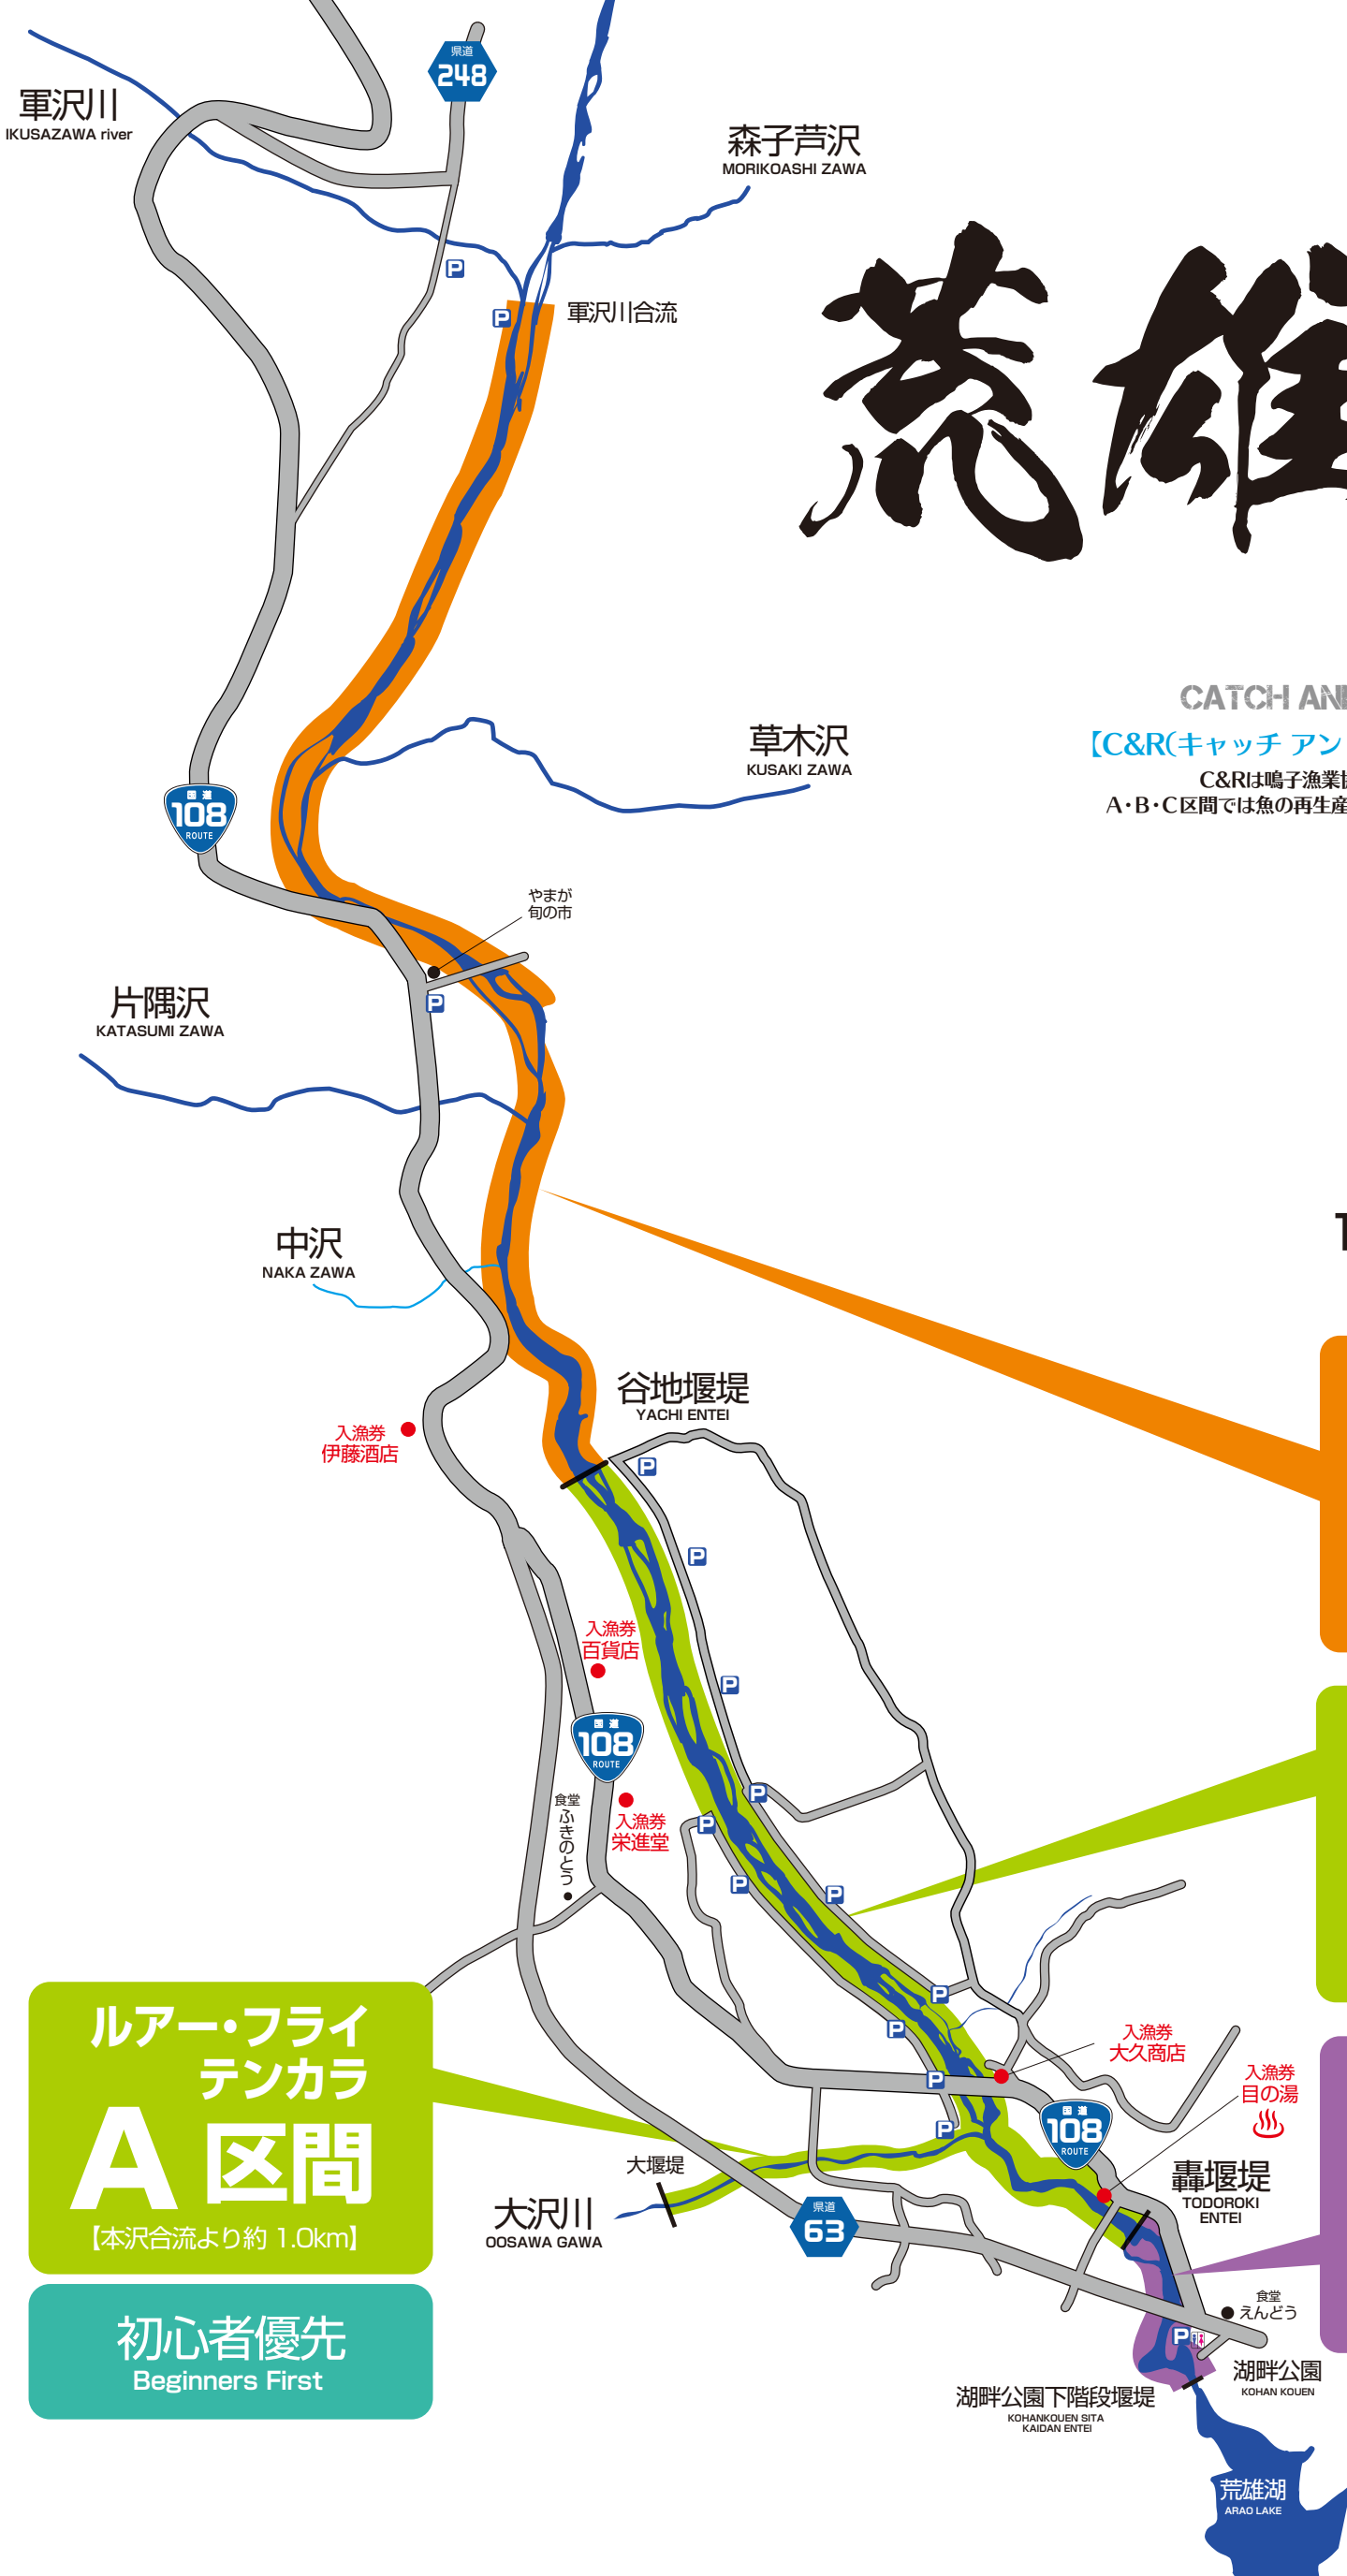 県道
248
軍沢川
IKUSAZAWA river
森子芦沢
MORIKOASHI ZAWA
P
P
軍沢川合流
荒雄
CATCH AN
【C&R(キャッチ アン
C&Rは鳴子漁業
A・B・C区間では魚の再生産
草木沢
KUSAKI ZAWA
国道
108
ROUTE
やまが
旬の市
P
片隅沢
KATASUMI ZAWA
中沢
NAKA ZAWA
谷地堰堤
YACHI ENTEI
入漁券
伊藤酒店
P
P
入漁券
百貨店
P
国道
108
ROUTE
食堂
ふきのとう
入漁券
栄進堂
P
P
P
P
P
P
P
P
ルアー・フライ
テンカラ
A 区間
【本沢合流より約 1.0km】
初心者優先
Beginners First
入漁券
大久商店
入漁券
目の湯
国道
108
ROUTE
大堰堤
大沢川
OOSAWA GAWA
県道
63
轟堰堤
TODOROKI
ENTEI
食堂
えんどう
P
湖畔公園
KOHAN KOUEN
湖畔公園下階段堰堤
KOHANKOUEN SITA
KAIDAN ENTEI
荒雄湖
ARAO LAKE